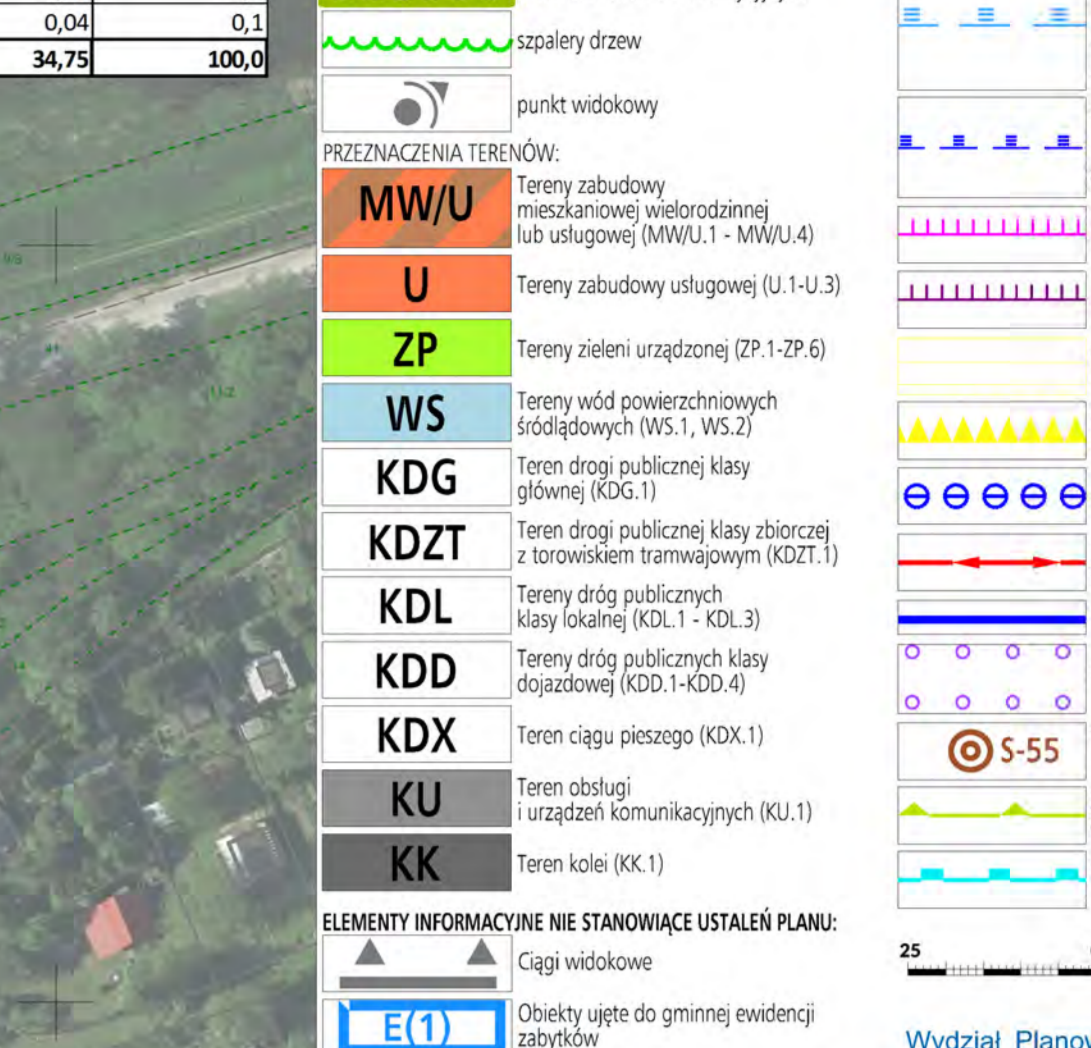 0,04 0,1
34,75 100,0
szpalery drzew
punkt widokowy
PRZEZNACZENIA TERENÓW:
MW/U Tereny zabudowy
mieszkaniowej wielorodzinnej
lub usługowej (MW/U.1 - MW/U.4)
U Tereny zabudowy usługowej (U.1-U.3)
ZP Tereny zieleni urządzonej (ZP.1-ZP.6)
WS Tereny wód powierzchniowych
śródlądowych (WS.1, WS.2)
KDG Teren drogi publicznej klasy
głównej (KDG.1)
KDZT Teren drogi publicznej klasy zbiorczej
z torowiskiem tramwajowym (KDZT.1)
KDL Tereny dróg publicznych
klasy lokalnej (KDL.1 - KDL.3)
KDD Tereny dróg publicznych klasy
dojazdowej (KDD.1-KDD.4)
KDX Teren ciągu pieszego (KDX.1)
KU Teren obsługi
i urządzeń komunikacyjnych (KU.1)
KK Teren kolei (KK.1)
ELEMENTY INFORMACYJNE NIE STANOWIĄCE USTALEŃ PLANU:
Ciągi widokowe
E(1) Obiekty ujęte do gminnej ewidencji
zabytków
S-55
25
Wydział